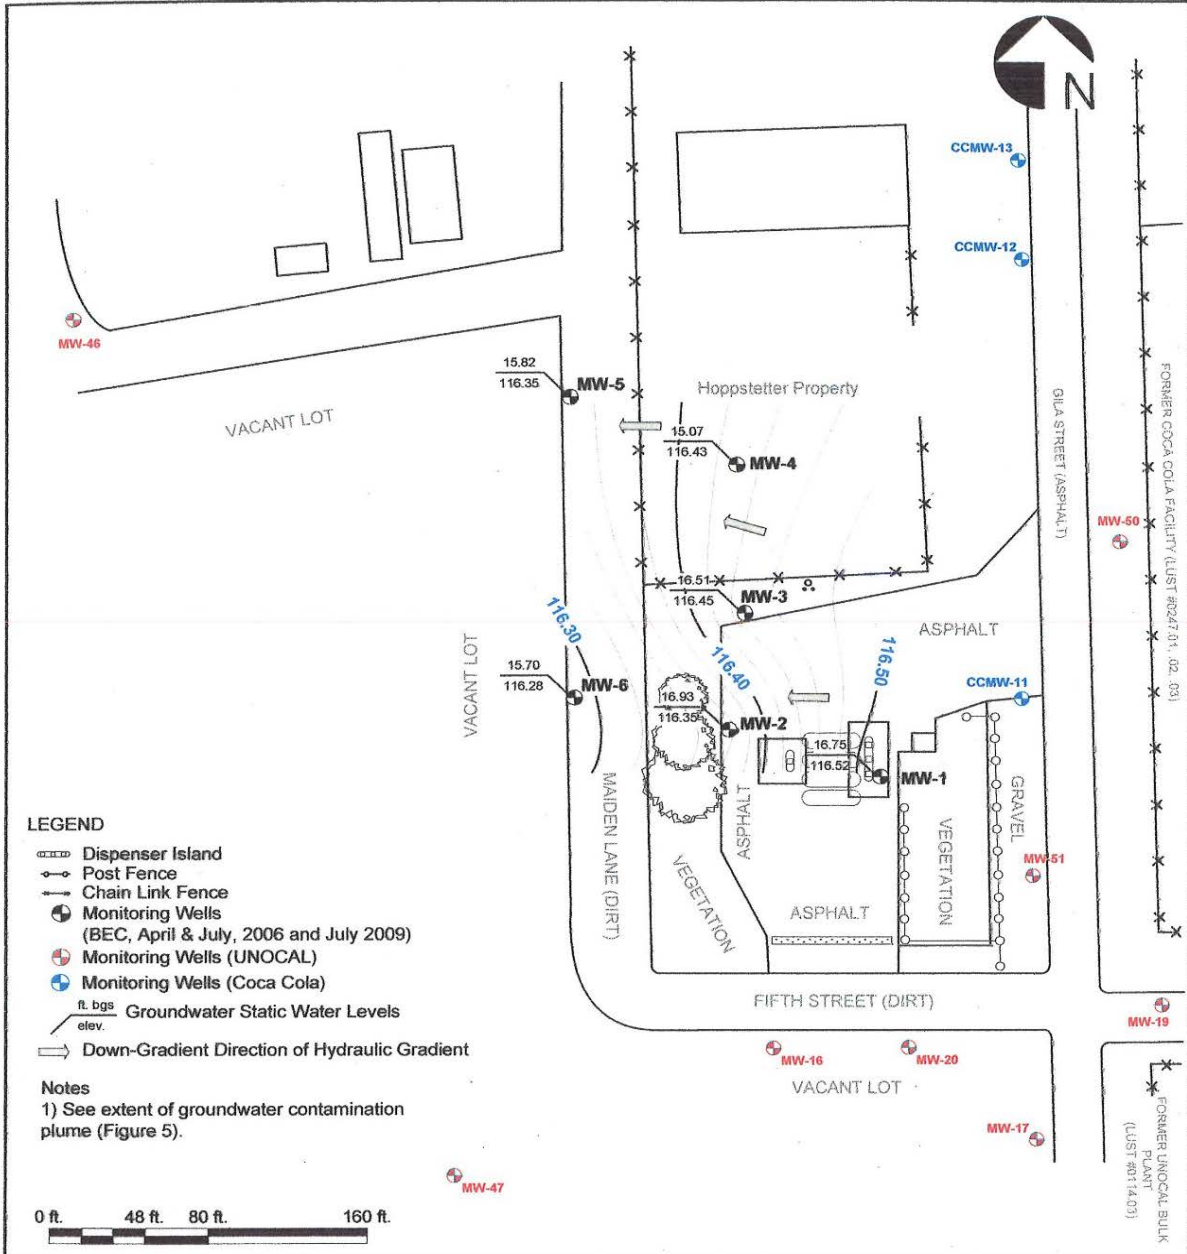 N
CCMW-13
CCMW-12
MW-46
15.82
116.35
MW-5
Hoppstetter Property
VACANT LOT
15.07
116.43
MW-4
GILA STREET (ASPHALT)
FORMER COCA COLA FACILITY (LUST #0247.01, .02, .03)
MW-50
16.51
116.45
MW-3
116.30
ASPHALT
116.40
116.50
VACANT LOT
15.70
116.28
MW-6
16.93
116.35
MW-2
CCMW-11
16.75
116.52
MW-1
MAIDEN LANE (DIRT)
ASPHALT
GRAVEL
VEGETATION
MW-51
VEGETATION
ASPHALT
LEGEND
Dispenser Island
Post Fence
Chain Link Fence
Monitoring Wells
(BEC, April & July, 2006 and July 2009)
Monitoring Wells (UNOCAL)
Monitoring Wells (Coca Cola)
ft. bgs
elev.
Groundwater Static Water Levels
Down-Gradient Direction of Hydraulic Gradient
FIFTH STREET (DIRT)
MW-19
MW-16
MW-20
VACANT LOT
Notes
1) See extent of groundwater contamination
plume (Figure 5).
MW-17
FORMER UNOCAL BULK
PLANT
(LUST #0114.03)
MW-47
0 ft.
48 ft.
80 ft.
160 ft.